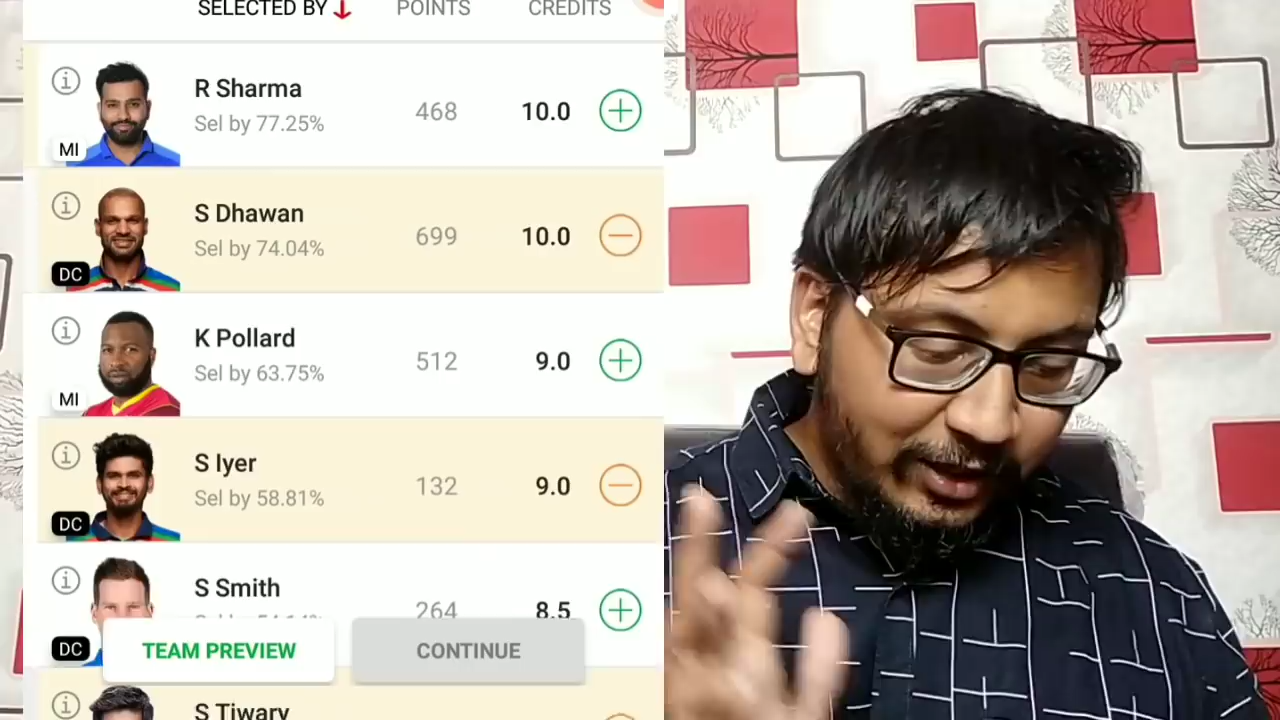 SELECTED BY POINTS CREDITS
R Sharma
Sel by 77.25% 468 10.0
MI
S Dhawan
Sel by 74.04% 699 10.0
DC
K Pollard
Sel by 63.75% 512 9.0
MI
S Iyer
Sel by 58.81% 132 9.0
DC
S Smith
264 8.5
DC
TEAM PREVIEW CONTINUE
S Tiwary